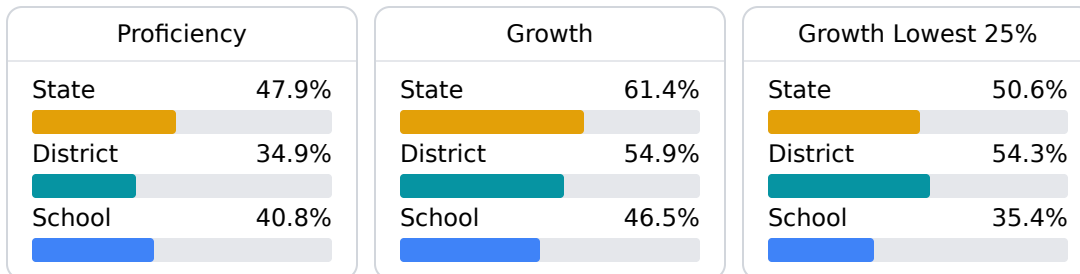 Proficiency
State 47.9%
District 34.9%
School 40.8%
Growth
State 61.4%
District 54.9%
School 46.5%
Growth Lowest 25%
State 50.6%
District 54.3%
School 35.4%